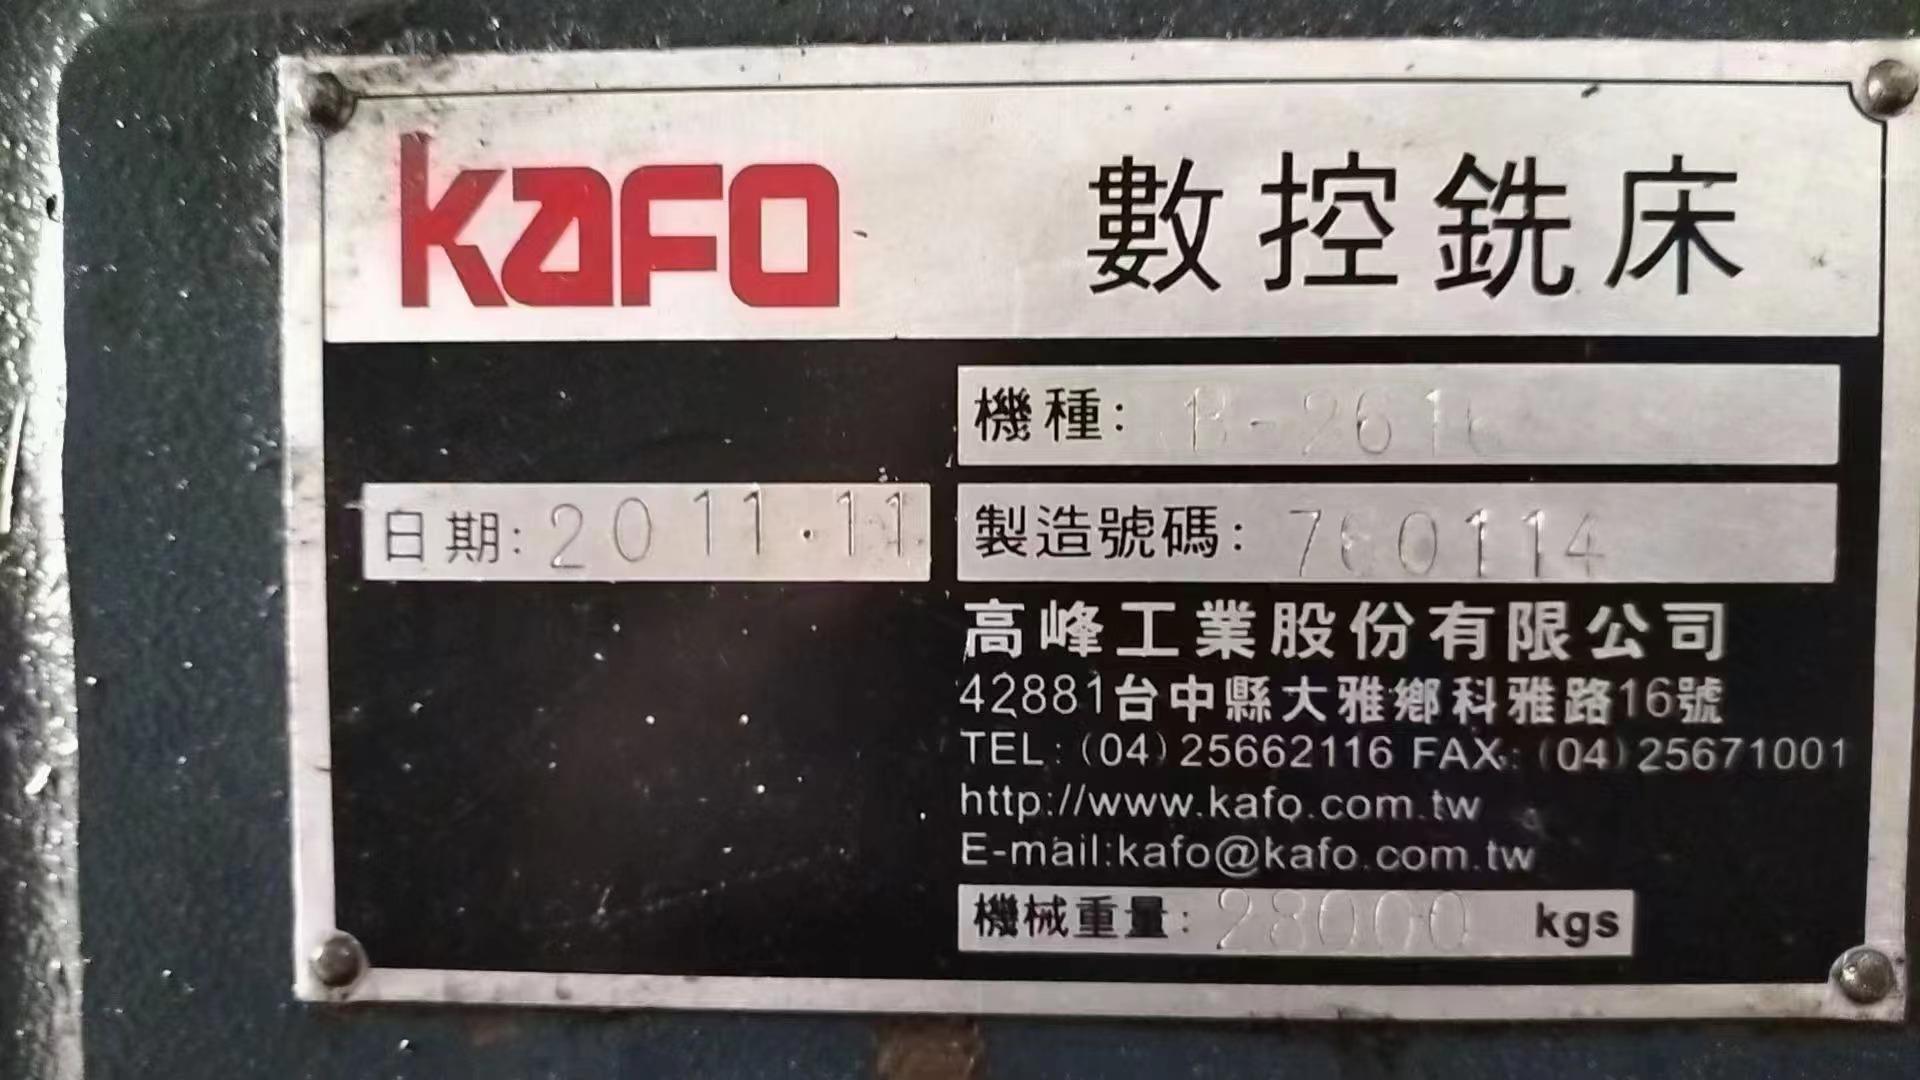 kafo 數控銑床
機種: B-2616
日期: 2011.11
製造號碼: 760114
高峰工業股份有限公司
42881台中縣大雅鄉科雅路16號
TEL:(04)25662116 FAX:(04)25671001
http://www.kafo.com.tw
E-mail:kafo@kafo.com.tw
機械重量: 28000 kgs